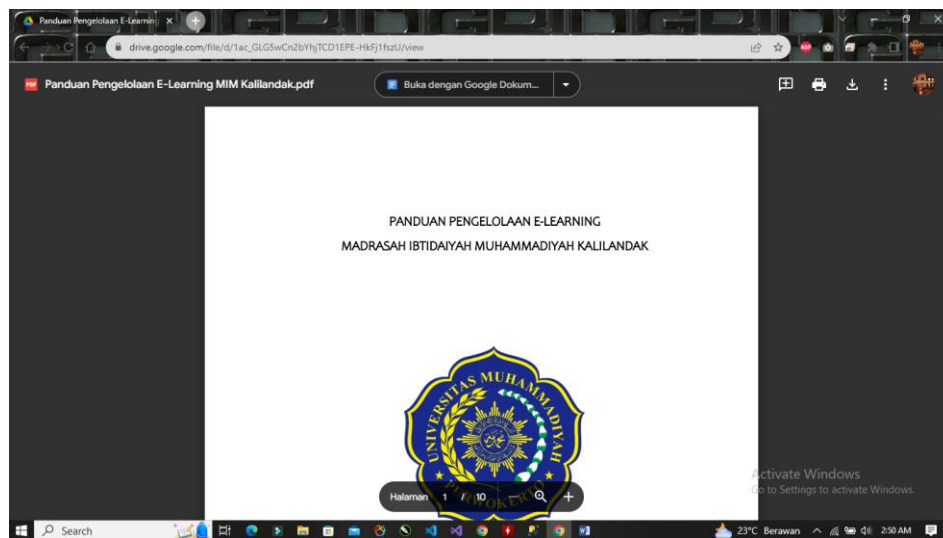 Panduan Pengelolaan E-Learning
drive.google.com/file/d/1ac_GLG5wCn2bYhjTCD1EPE-HkFj1fszU/view
PDF
Panduan Pengelolaan E-Learning MIM Kalilandak.pdf
Buka dengan Google Dokum...
PANDUAN PENGELOLAAN E-LEARNING
MADRASAH IBTIDAIYAH MUHAMMADIYAH KALILANDAK
UNIVERSITAS MUHAMMADIYAH
PURWOKERTO
Halaman 1 / 10
Activate Windows
Go to Settings to activate Windows.
Search
23°C Berawan
2:50 AM